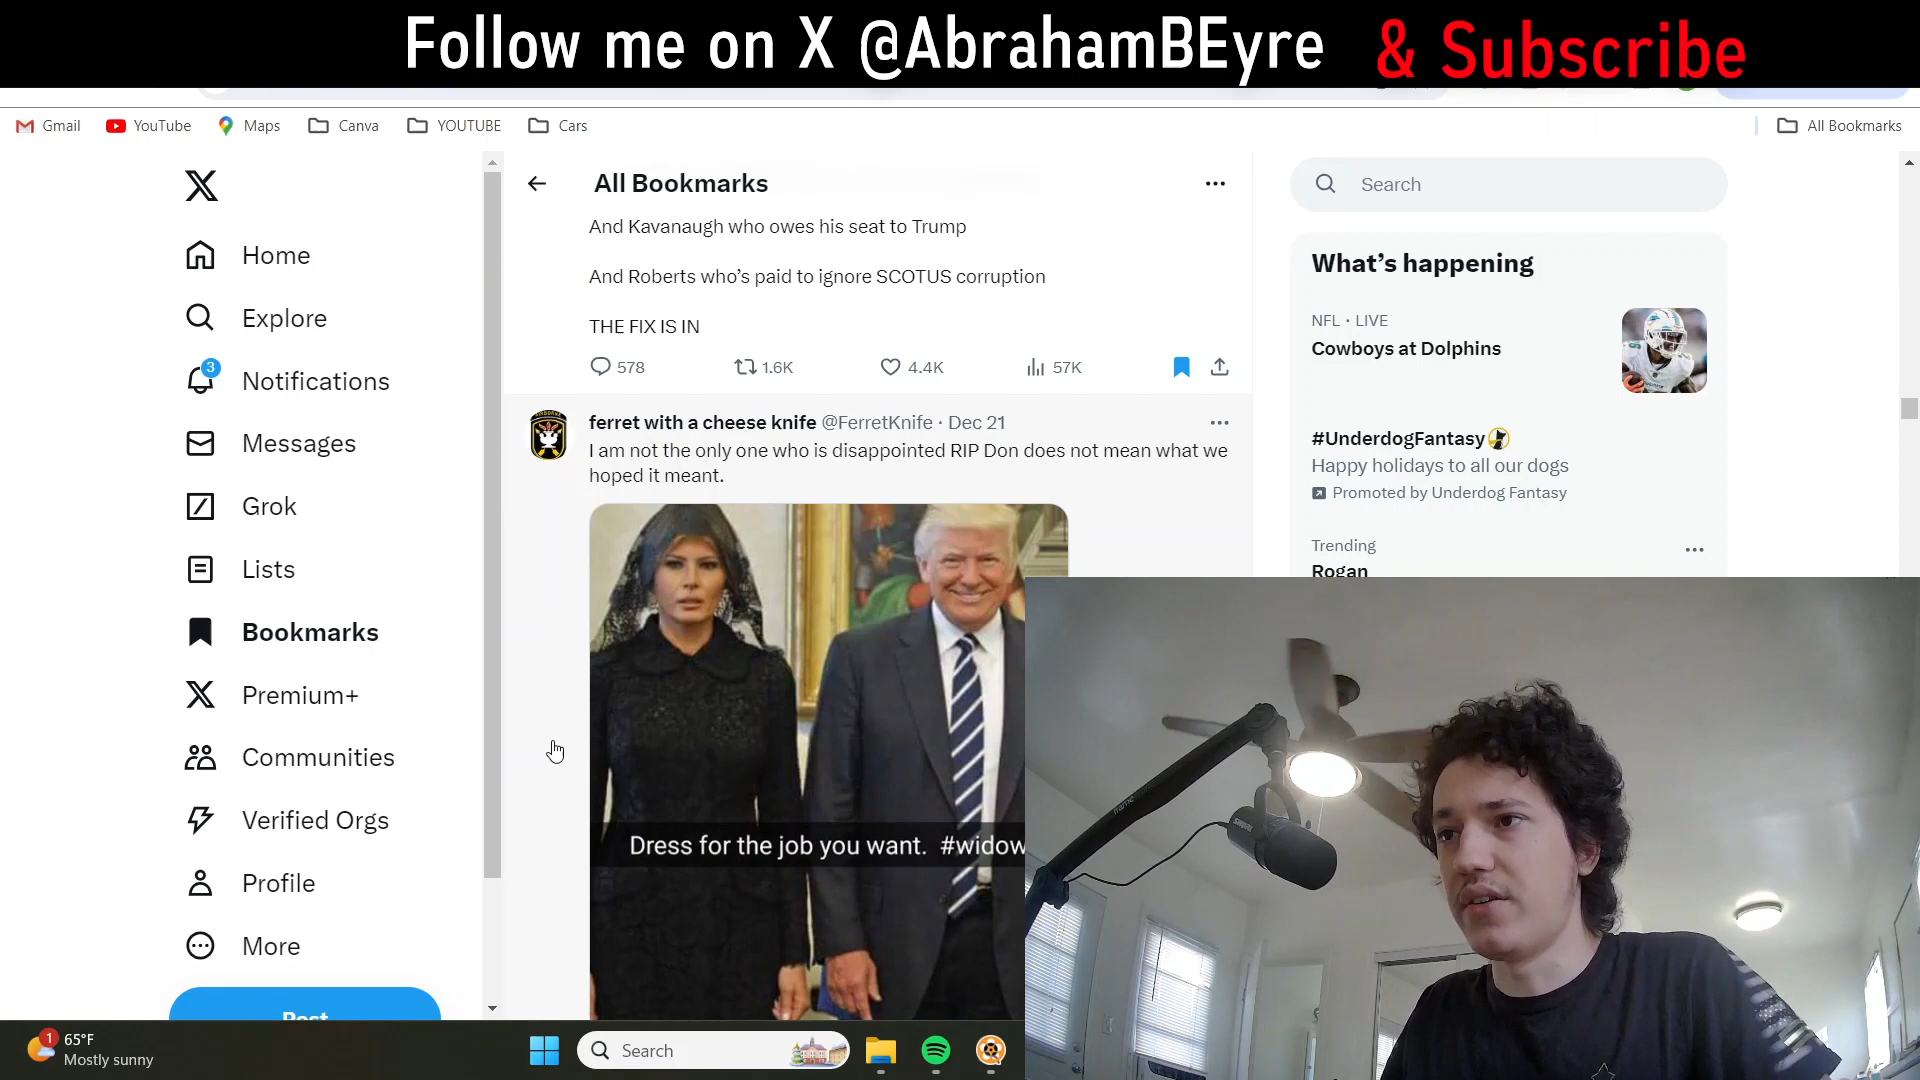 Follow me on X @AbrahamBEyre & Subscribe
Gmail
YouTube
Maps
Canva
YOUTUBE
Cars
All Bookmarks
Home
Explore
3
Notifications
Messages
Grok
Lists
Bookmarks
Premium+
Communities
Verified Orgs
Profile
More
Post
All Bookmarks
And Kavanaugh who owes his seat to Trump
And Roberts who’s paid to ignore SCOTUS corruption
THE FIX IS IN
578
1.6K
4.4K
57K
ferret with a cheese knife @FerretKnife · Dec 21
I am not the only one who is disappointed RIP Don does not mean what we
hoped it meant.
Dress for the job you want. #widow
Search
What’s happening
NFL · LIVE
Cowboys at Dolphins
#UnderdogFantasy
Happy holidays to all our dogs
Promoted by Underdog Fantasy
Trending
Rogan
1
65°F
Mostly sunny
Search